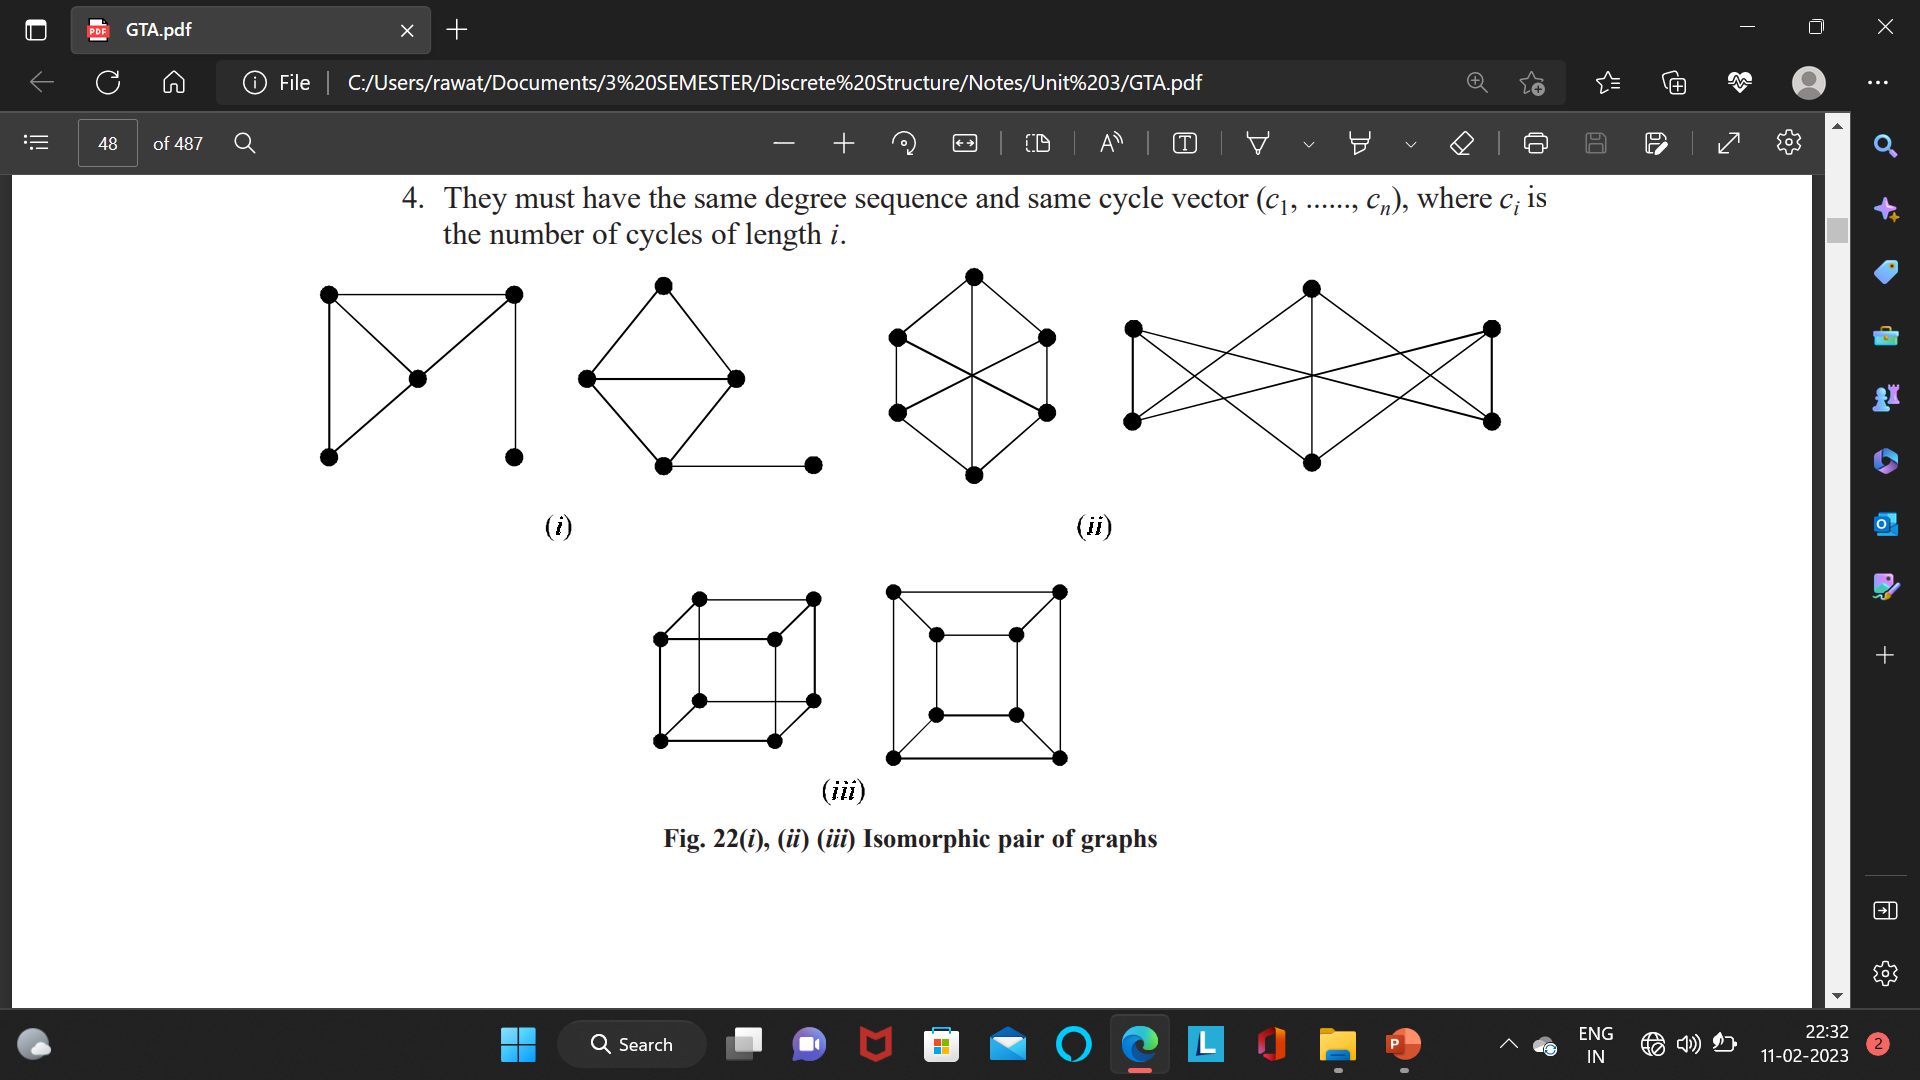 GTA.pdf
File
C:/Users/rawat/Documents/3%20SEMESTER/Discrete%20Structure/Notes/Unit%203/GTA.pdf
48 of 487
4. They must have the same degree sequence and same cycle vector (c1, ......, cn), where ci is
the number of cycles of length i.
(i)
(ii)
(iii)
Fig. 22(i), (ii) (iii) Isomorphic pair of graphs
Search
ENG
IN
22:32
11-02-2023
2